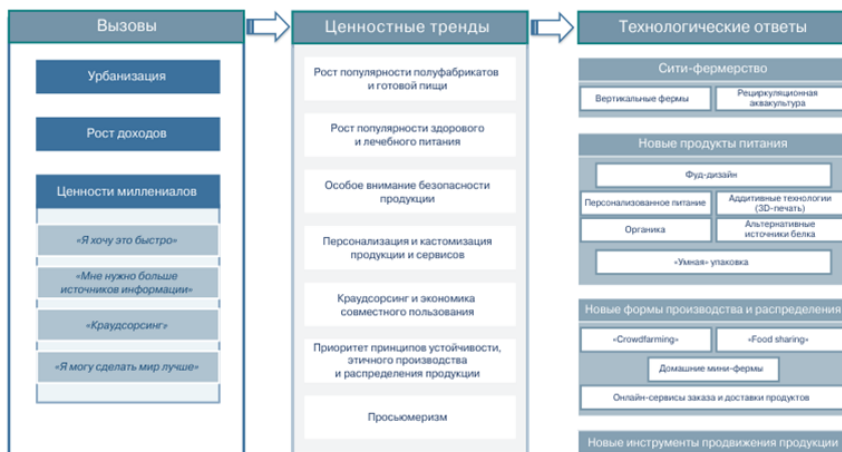 Вызовы
Урбанизация
Рост доходов
Ценности миллениалов
«Я хочу это быстро»
«Мне нужно больше
источников информации»
«Краудсорсинг»
«Я могу сделать мир лучше»
Ценностные тренды
Рост популярности полуфабрикатов
и готовой пищи
Рост популярности здорового
и лечебного питания
Особое внимание безопасности
продукции
Персонализация и кастомизация
продукции и сервисов
Краудсорсинг и экономика
совместного пользования
Приоритет принципов устойчивости,
этичного производства
и распределения продукции
Просьюмеризм
Технологические ответы
Сити-фермерство
Вертикальные фермы
Рециркуляционная
аквакультура
Новые продукты питания
Фуд-дизайн
Персонализованное питание
Аддитивные технологии
(3D-печать)
Органика
Альтернативные
источники белка
«Умная» упаковка
Новые формы производства и распределения
«Crowdfarming»
«Food sharing»
Домашние мини-фермы
Онлайн-сервисы заказа и доставки продуктов
Новые инструменты продвижения продукции